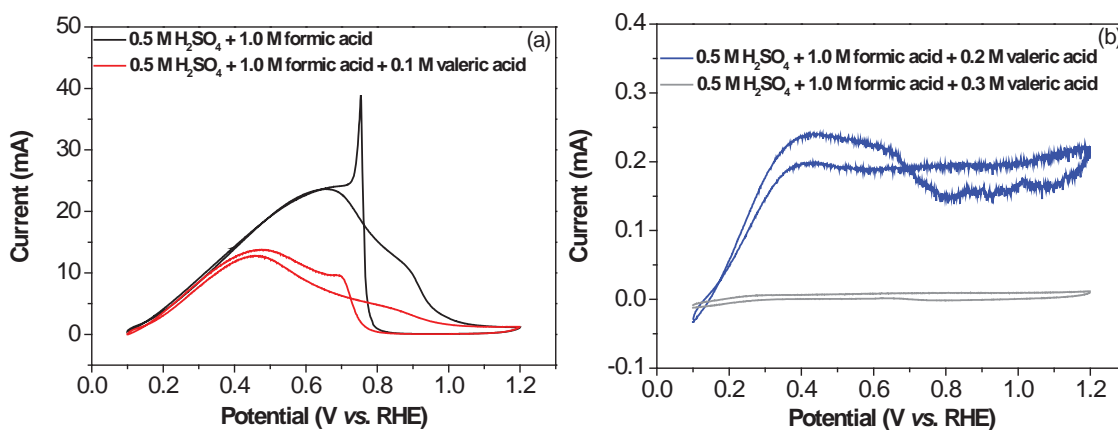 (a)
0.5 M H₂SO₄ + 1.0 M formic acid
0.5 M H₂SO₄ + 1.0 M formic acid + 0.1 M valeric acid
50
40
30
20
10
0
Current (mA)
0.0 0.2 0.4 0.6 0.8 1.0 1.2
Potential (V vs. RHE)
(b)
0.5 M H₂SO₄ + 1.0 M formic acid + 0.2 M valeric acid
0.5 M H₂SO₄ + 1.0 M formic acid + 0.3 M valeric acid
0.4
0.3
0.2
0.1
0.0
-0.1
Current (mA)
0.0 0.2 0.4 0.6 0.8 1.0 1.2
Potential (V vs. RHE)